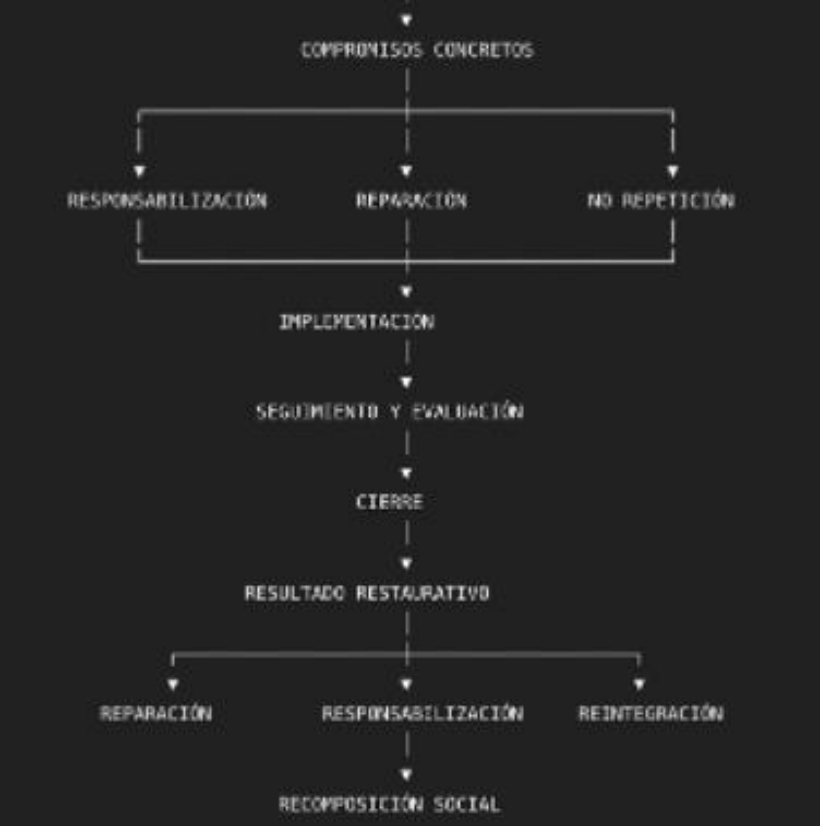 COMPROMISOS CONCRETOS
RESPONSABILIZACIÓN REPARACIÓN NO REPETICIÓN
IMPLEMENTACIÓN
SEGUIMIENTO Y EVALUACIÓN
CIERRE
RESULTADO RESTAURATIVO
REPARACIÓN RESPONSABILIZACIÓN REINTEGRACIÓN
RECOMPOSICIÓN SOCIAL